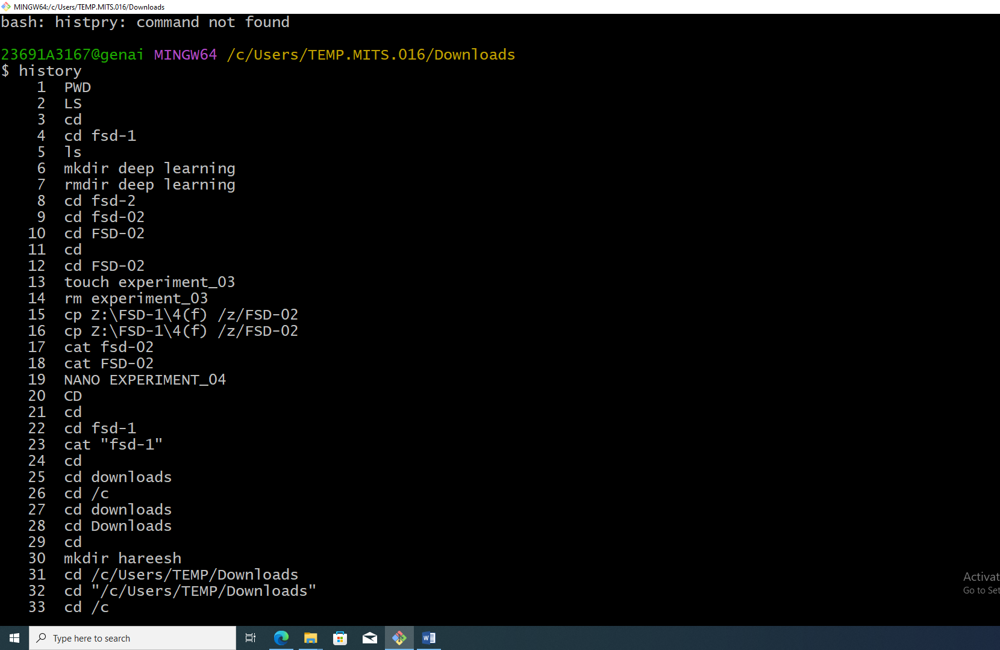 MINGW64:/c/Users/TEMP.MITS.016/Downloads
bash: histpry: command not found
23691A3167@genai MINGW64 /c/Users/TEMP.MITS.016/Downloads
$ history
1 PWD
2 LS
3 cd
4 cd fsd-1
5 ls
6 mkdir deep learning
7 rmdir deep learning
8 cd fsd-2
9 cd fsd-02
10 cd FSD-02
11 cd
12 cd FSD-02
13 touch experiment_03
14 rm experiment_03
15 cp Z:\FSD-1\4(f) /z/FSD-02
16 cp Z:\FSD-1\4(f) /z/FSD-02
17 cat fsd-02
18 cat FSD-02
19 NANO EXPERIMENT_04
20 CD
21 cd
22 cd fsd-1
23 cat "fsd-1"
24 cd
25 cd downloads
26 cd /c
27 cd downloads
28 cd Downloads
29 cd
30 mkdir hareesh
31 cd /c/Users/TEMP/Downloads
32 cd "/c/Users/TEMP/Downloads"
33 cd /c
Activat
Go to Set
Type here to search